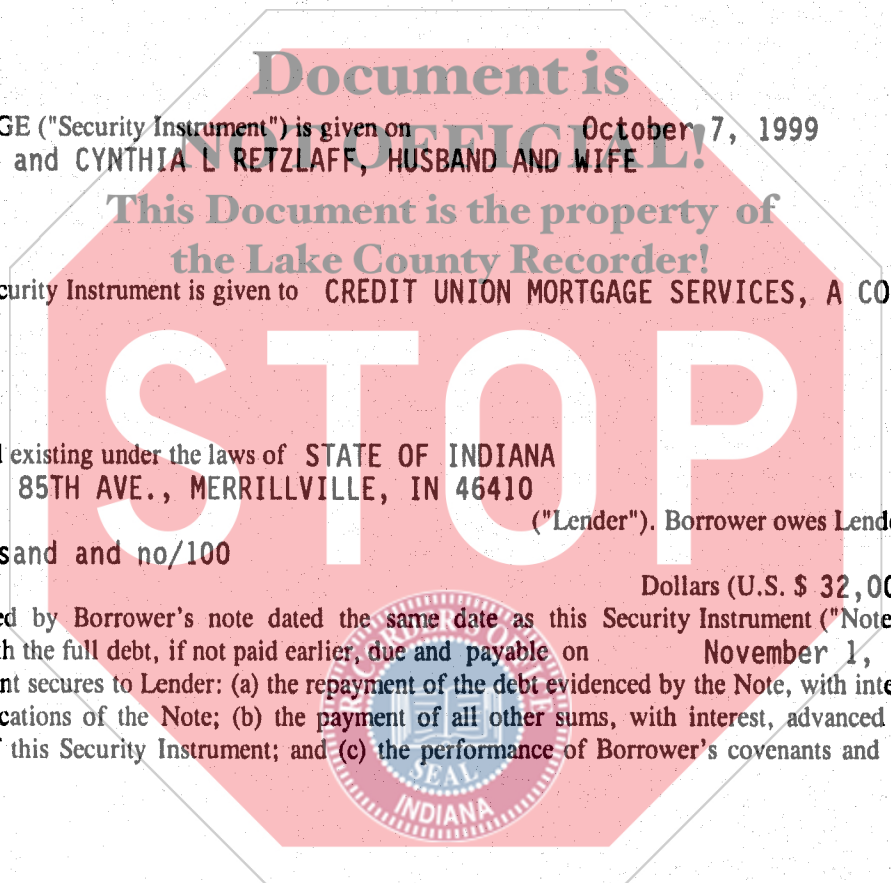 Document is
GE ("Security Instrument") is given on October 7, 1999
NOT OFFICIAL!
and CYNTHIA L RETZLAFF, HUSBAND AND WIFE
This Document is the property of
the Lake County Recorder!
curity Instrument is given to CREDIT UNION MORTGAGE SERVICES, A CO
STOP
existing under the laws of STATE OF INDIANA
85TH AVE., MERRILLVILLE, IN 46410
("Lender"). Borrower owes Lend
sand and no/100
Dollars (U.S. $ 32,00
ed by Borrower's note dated the same date as this Security Instrument ("Note
h the full debt, if not paid earlier, due and payable on November 1,
nt secures to Lender: (a) the repayment of the debt evidenced by the Note, with inte
cations of the Note; (b) the payment of all other sums, with interest, advanced
this Security Instrument; and (c) the performance of Borrower's covenants and
SEAL
INDIANA